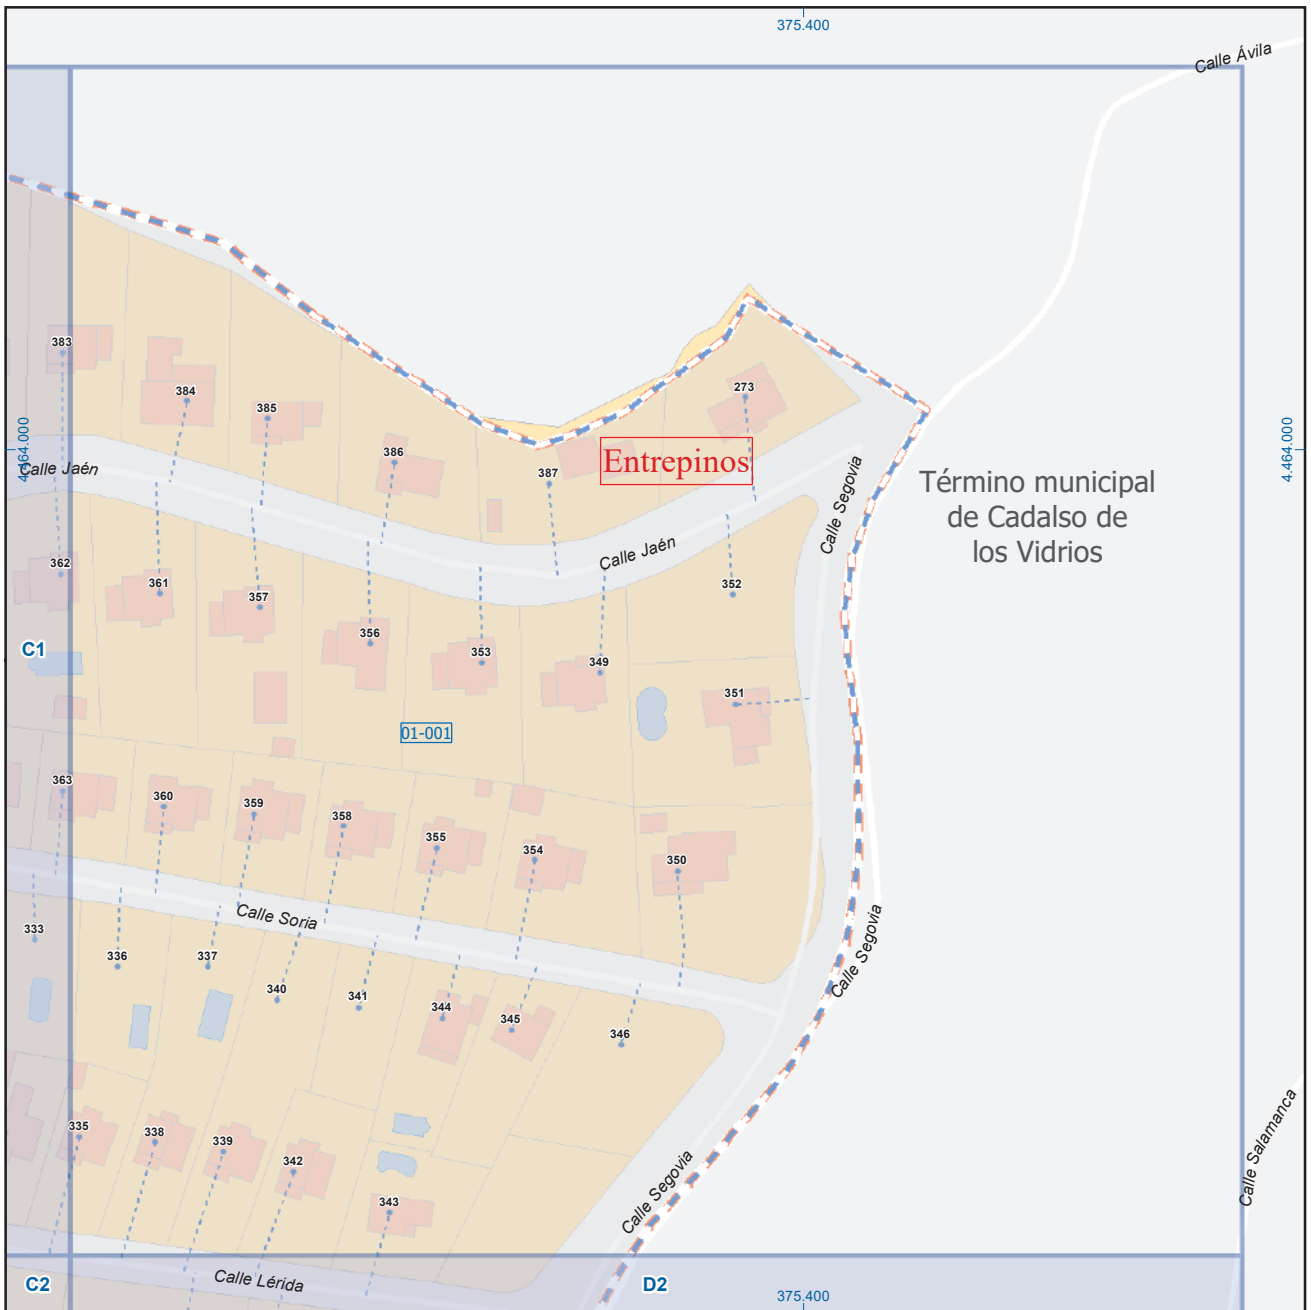 375.400
Calle Ávila
383
384
385
273
4.464.000
4.464.000
Calle Jaén
386
387
Entrepinos
Calle Segovia
Término municipal
de Cadalso de
los Vidrios
Calle Jaén
362
361
357
352
356
353
349
C1
351
01-001
363
360
359
358
355
354
350
333
Calle Soria
336
337
340
341
344
345
346
Calle Segovia
335
338
339
342
343
Calle Segovia
Calle Salamanca
C2
Calle Lérida
D2
375.400